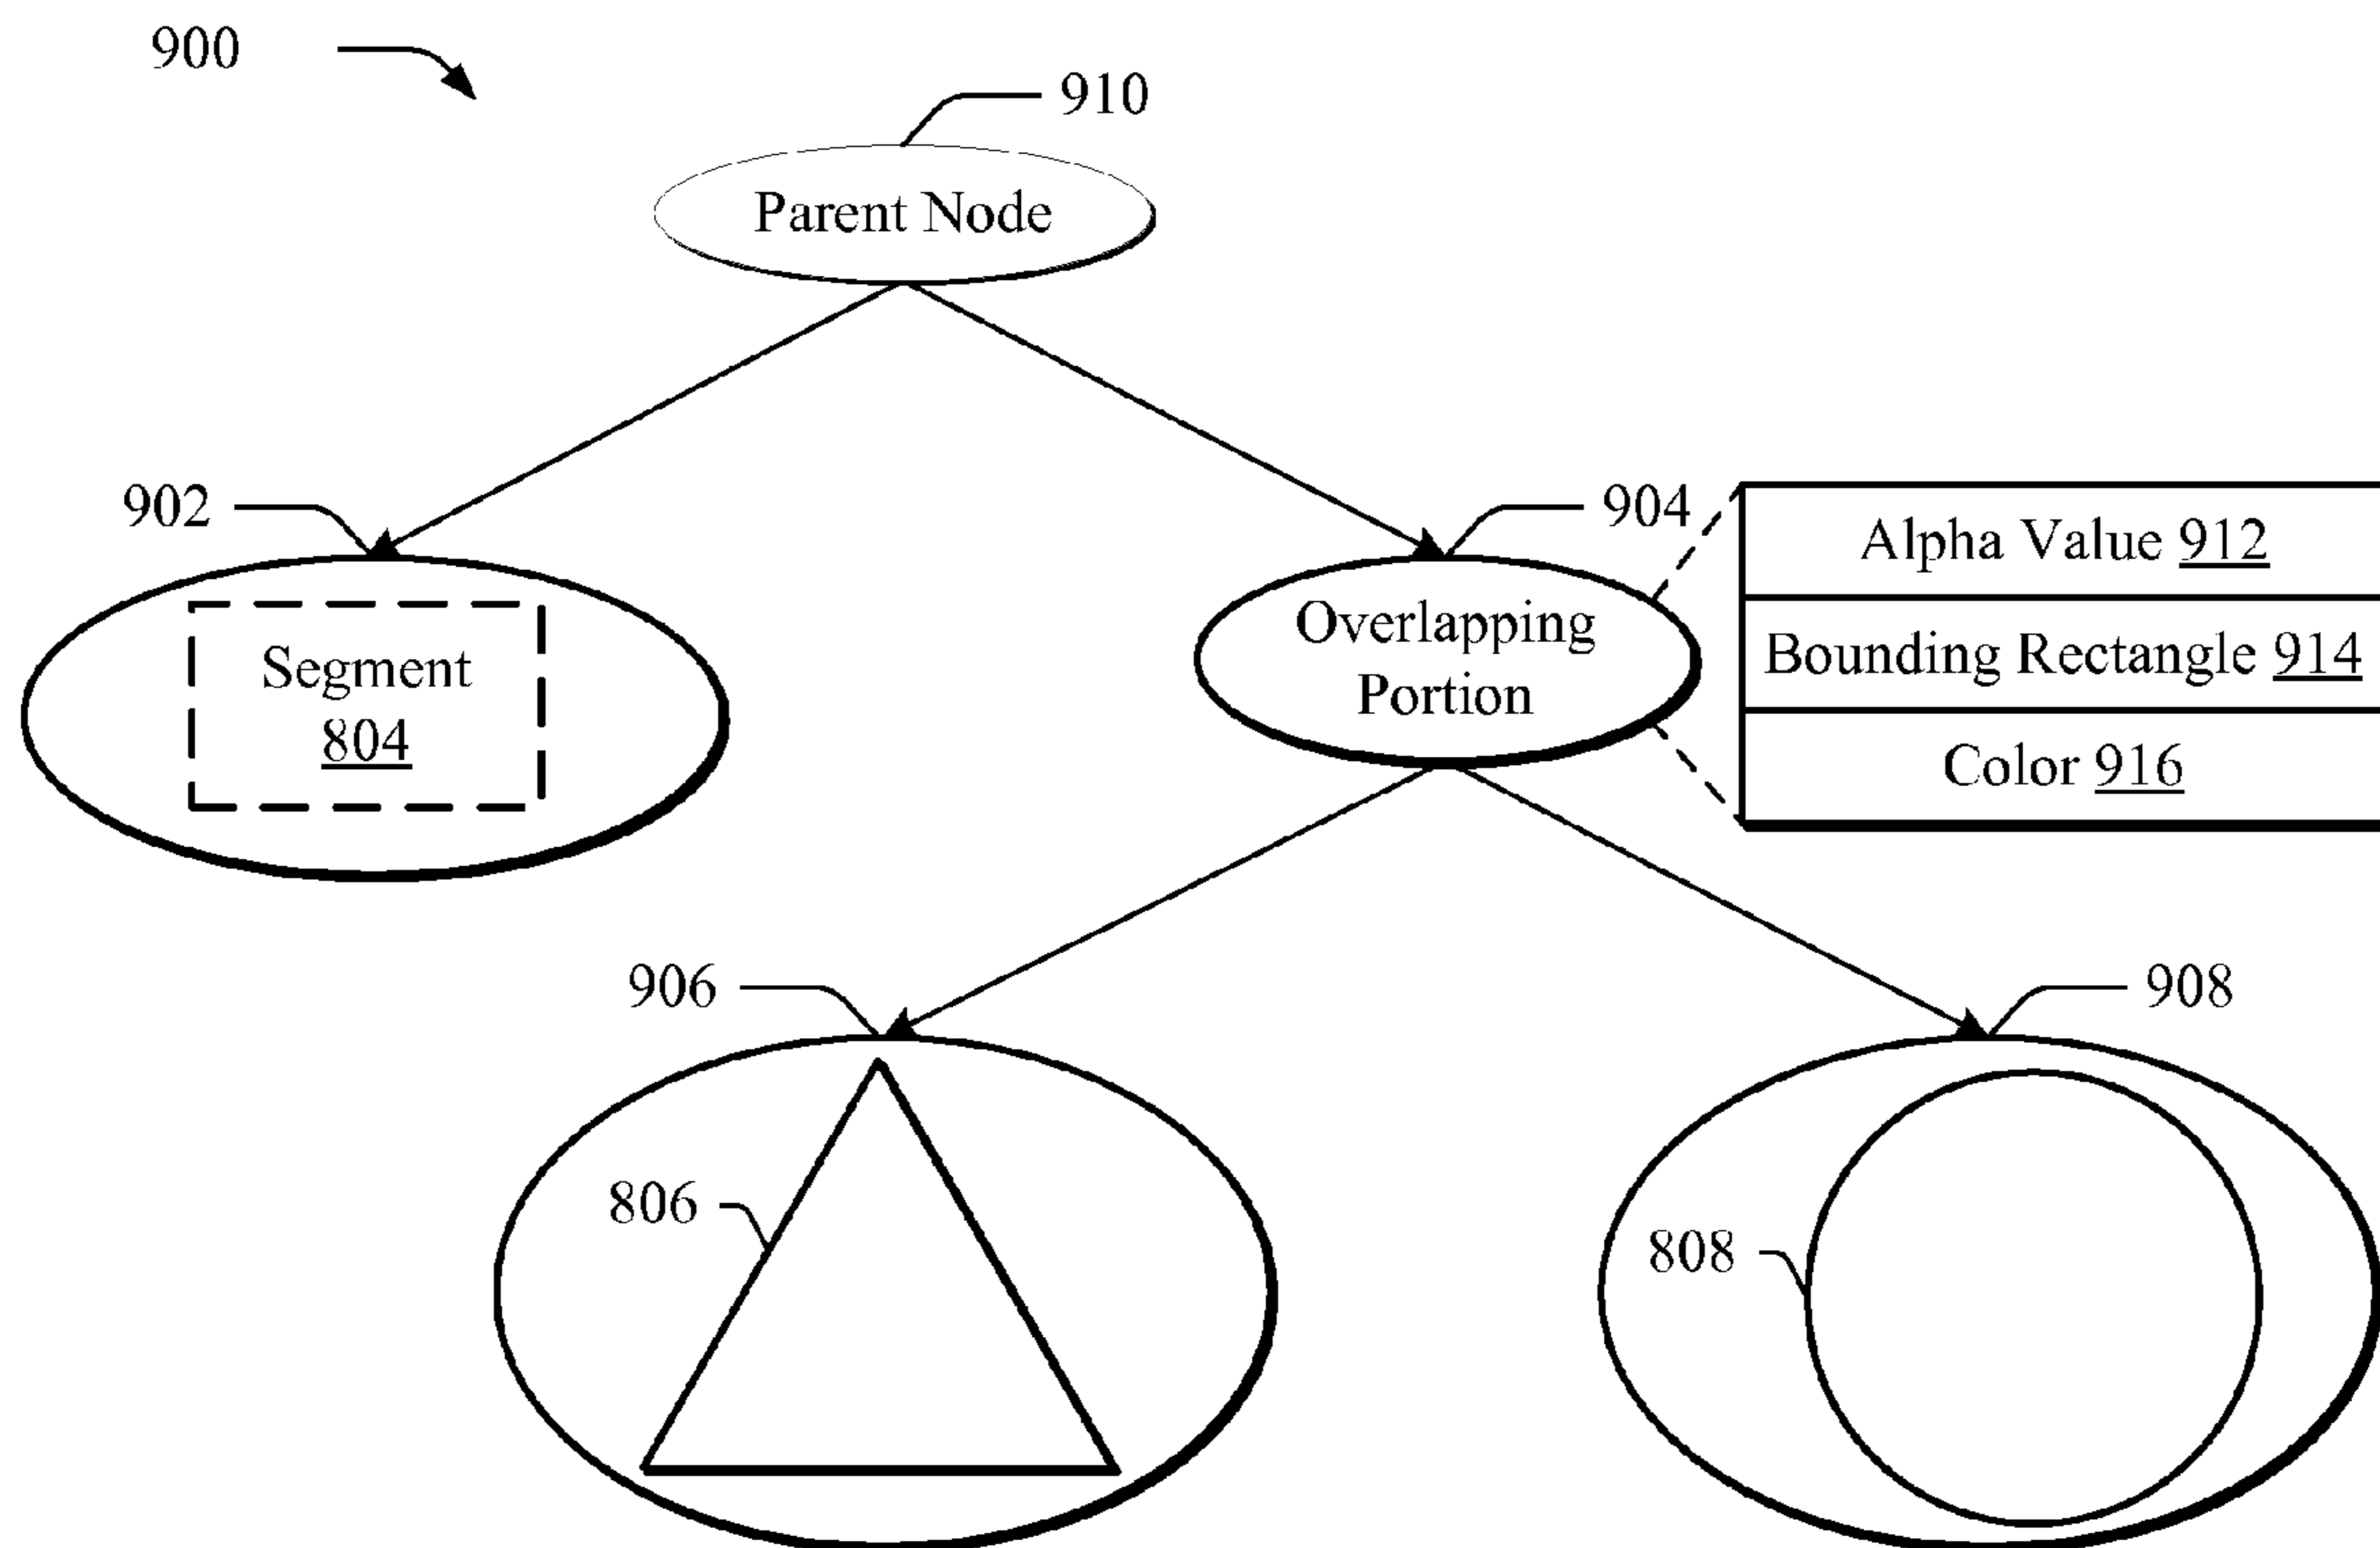 900
910
Parent Node
902
904
Alpha Value 912
Overlapping
Portion
Segment
804
Bounding Rectangle 914
Color 916
906
908
806
808